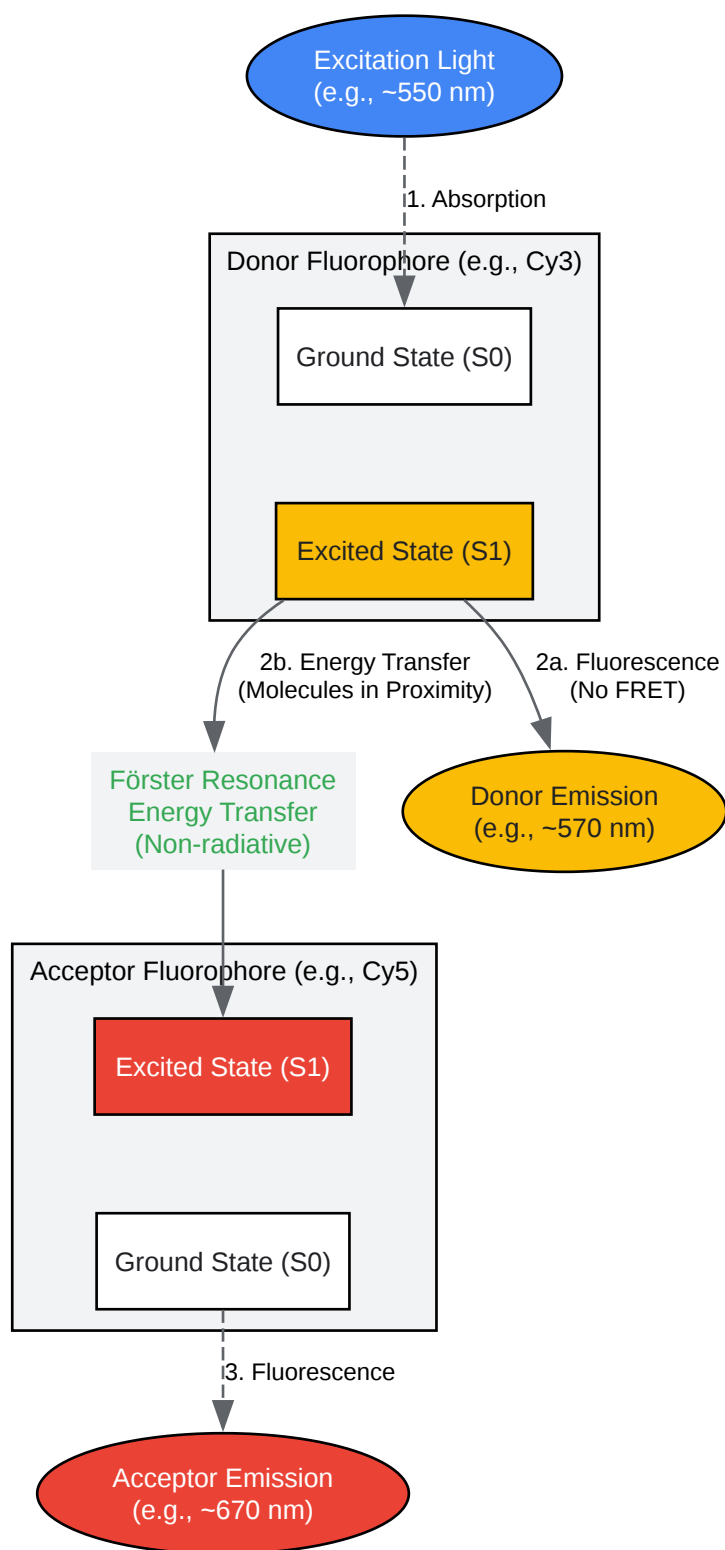 Excitation Light
(e.g., ~550 nm)
1. Absorption
Donor Fluorophore (e.g., Cy3)
Ground State (S0)
Excited State (S1)
2b. Energy Transfer
(Molecules in Proximity)
2a. Fluorescence
(No FRET)
Förster Resonance
Energy Transfer
(Non-radiative)
Donor Emission
(e.g., ~570 nm)
Acceptor Fluorophore (e.g., Cy5)
Excited State (S1)
Ground State (S0)
3. Fluorescence
Acceptor Emission
(e.g., ~670 nm)